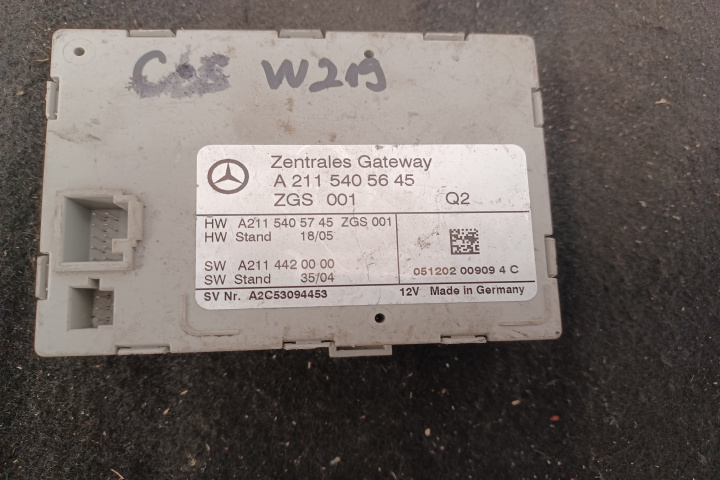 CLS W219
Zentrales Gateway
A 211 540 56 45
ZGS 001 Q2
HW A211 540 57 45 ZGS 001
HW Stand 18/05
SW A211 442 00 00
SW Stand 35/04
051202 00909 4 C
SV Nr. A2C53094453 12V Made in Germany